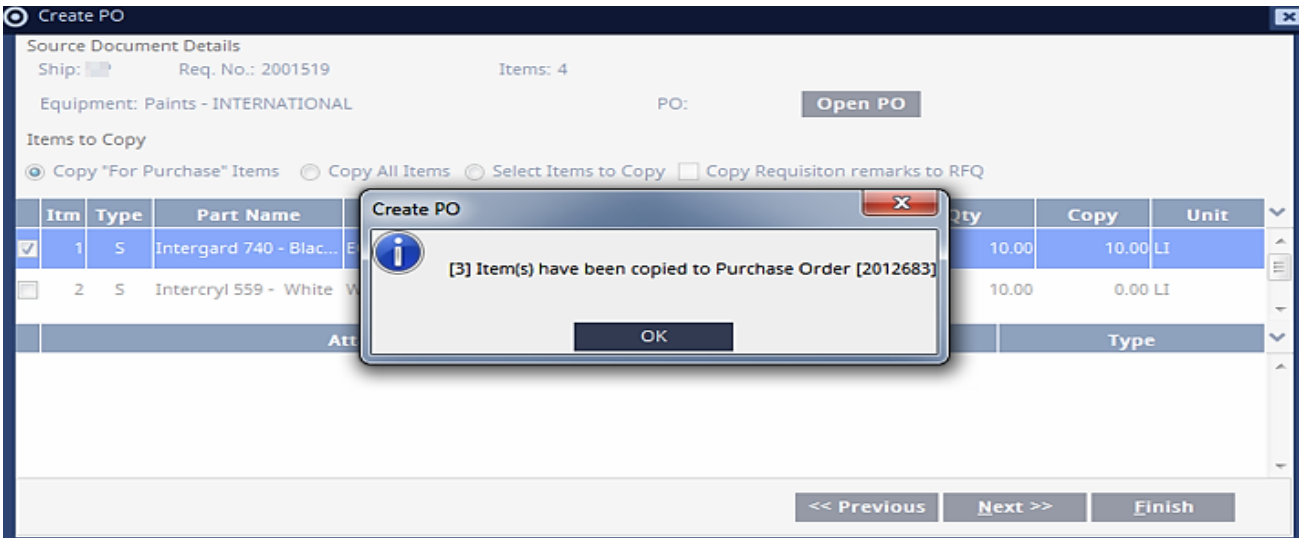 Create PO
Source Document Details
Ship: Req. No.: 2001519 Items: 4
Equipment: Paints - INTERNATIONAL PO: Open PO
Items to Copy
Copy "For Purchase" Items Copy All Items Select Items to Copy Copy Requisiton remarks to RFQ
Create PO
Itm Type Part Name Qty Copy Unit
1 S Intergard 740 - Blac... 10.00 10.00 LI
[3] Item(s) have been copied to Purchase Order [2012683]
2 S Intercryl 559 - White 10.00 0.00 LI
OK
Type
<< Previous Next >> Finish